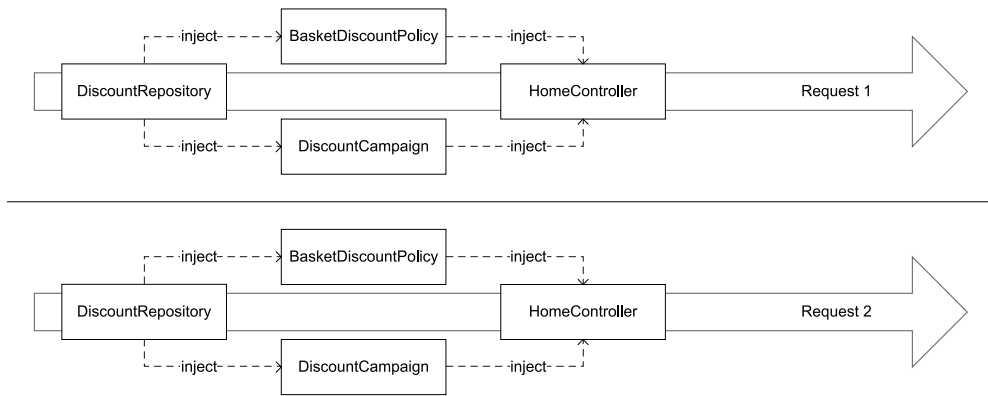 inject
BasketDiscountPolicy
inject
DiscountRepository
HomeController
Request 1
inject
DiscountCampaign
inject
inject
BasketDiscountPolicy
inject
DiscountRepository
HomeController
Request 2
inject
DiscountCampaign
inject